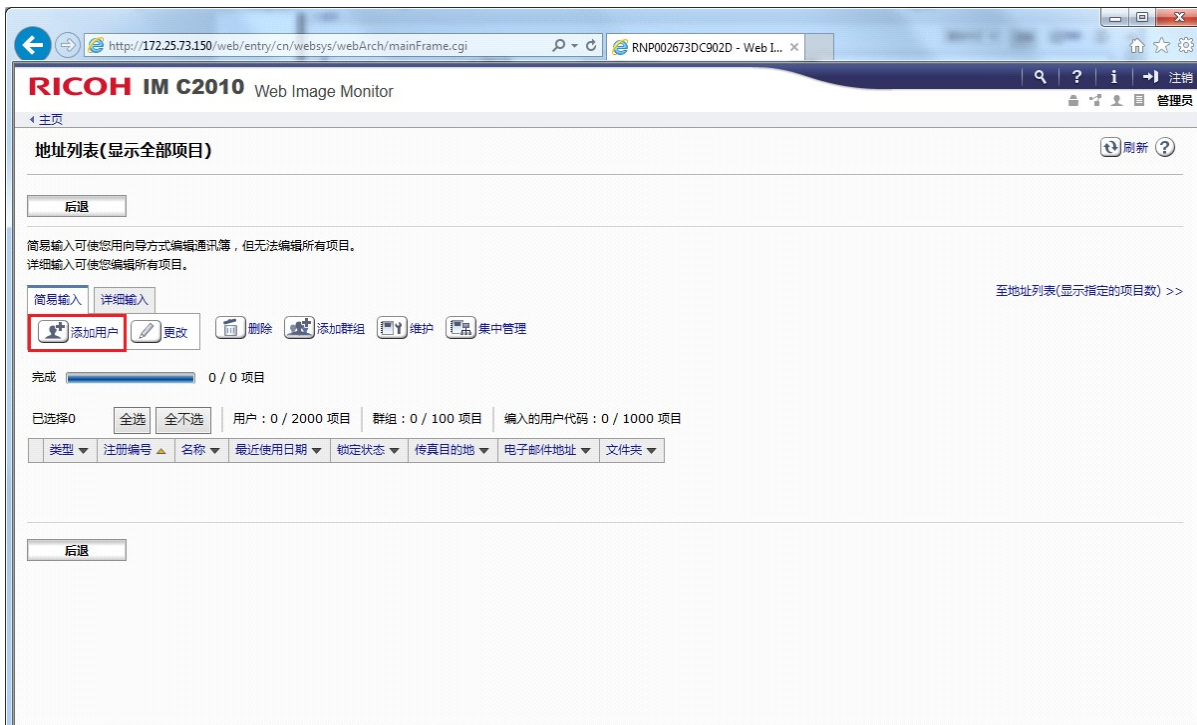 http://172.25.73.150/web/entry/cn/websys/webArch/mainFrame.cgi
RNP002673DC902D - Web I...
RICOH IM C2010 Web Image Monitor
注销
管理员
主页
地址列表(显示全部项目)
刷新
后退
简易输入可使您用向导方式编辑通讯簿，但无法编辑所有项目。
详细输入可使您编辑所有项目。
至地址列表(显示指定的项目数) >>
简易输入 详细输入
添加用户 更改 删除 添加群组 维护 集中管理
完成 0 / 0 项目
已选择0 全选 全不选 用户：0 / 2000 项目 群组：0 / 100 项目 编入的用户代码：0 / 1000 项目
类型 注册编号 名称 最近使用日期 锁定状态 传真目的地 电子邮件地址 文件夹
后退